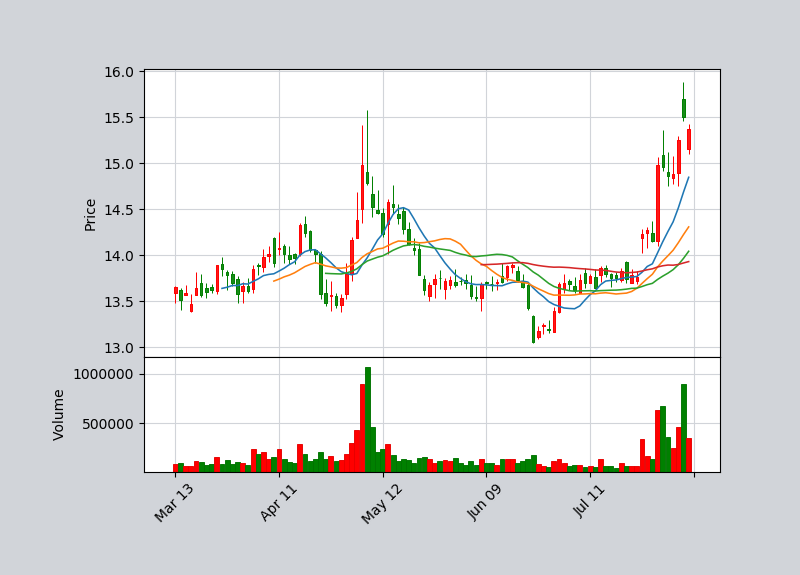 16.0
15.5
15.0
14.5
14.0
13.5
13.0
Price
1000000
500000
Volume
Mar 13
Apr 11
May 12
Jun 09
Jul 11